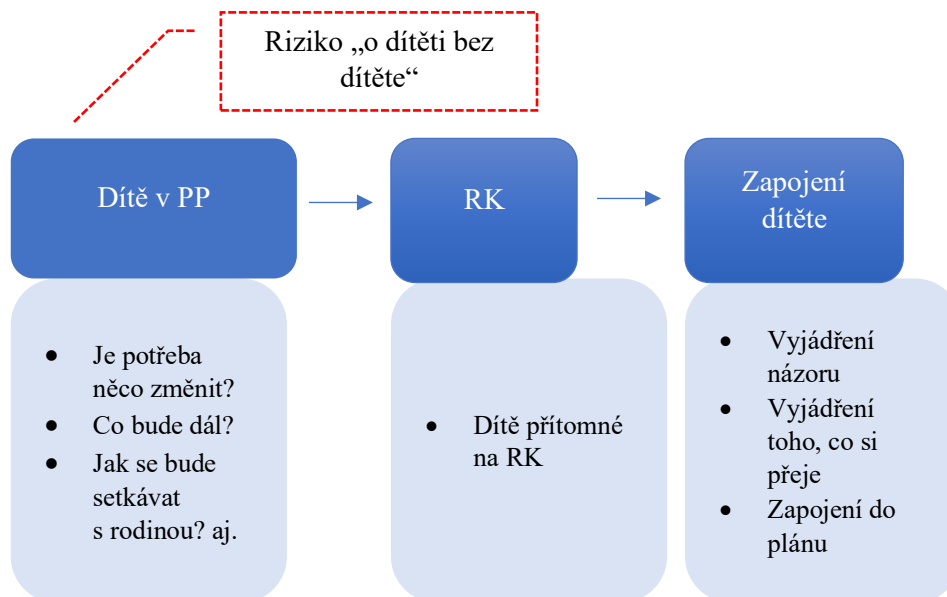 Riziko „o dítěti bez
dítěte“
Dítě v PP
RK
Zapojení
dítěte
• Je potřeba
něco změnit?
• Co bude dál?
• Jak se bude
setkávat
s rodinou? aj.
• Dítě přítomné
na RK
• Vyjádření
názoru
• Vyjádření
toho, co si
přeje
• Zapojení do
plánu